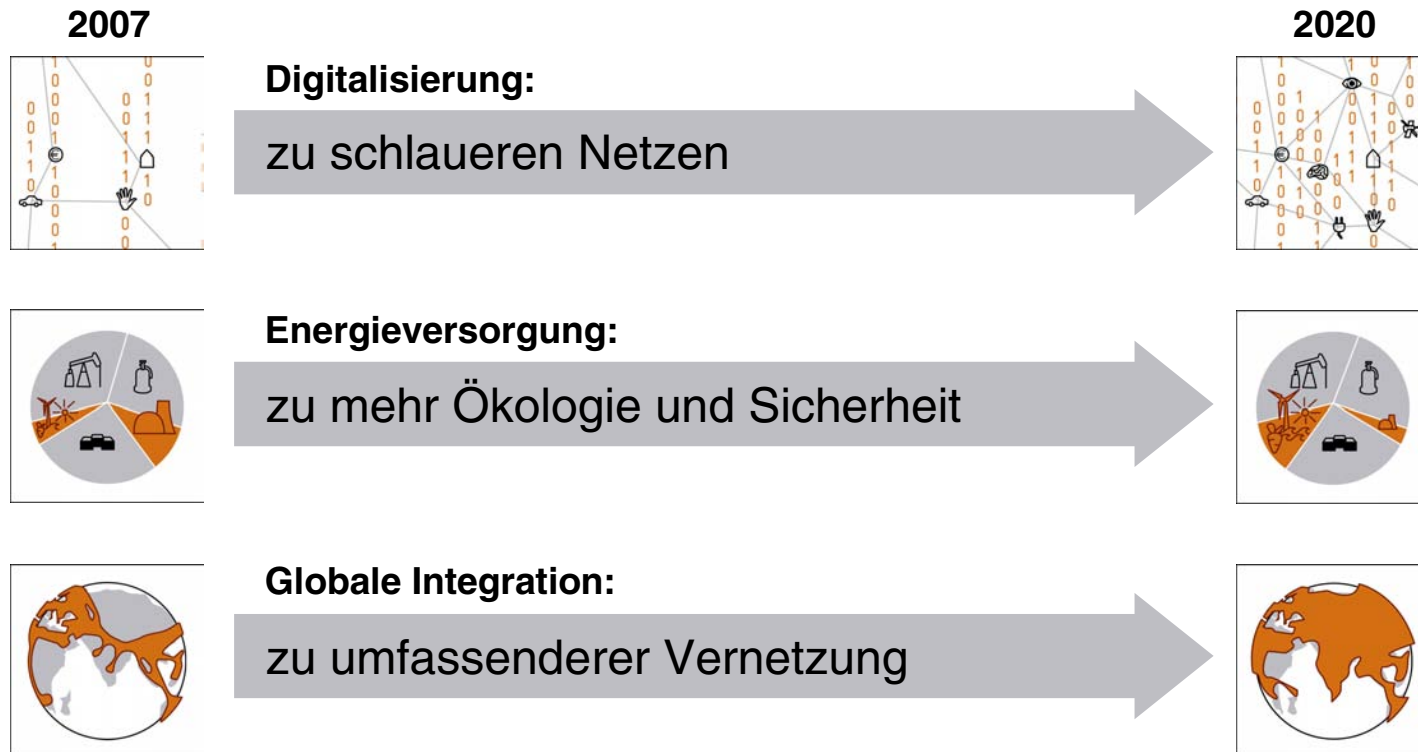 2007
2020
Digitalisierung:
zu schlaueren Netzen
Energieversorgung:
zu mehr Ökologie und Sicherheit
Globale Integration:
zu umfassenderer Vernetzung